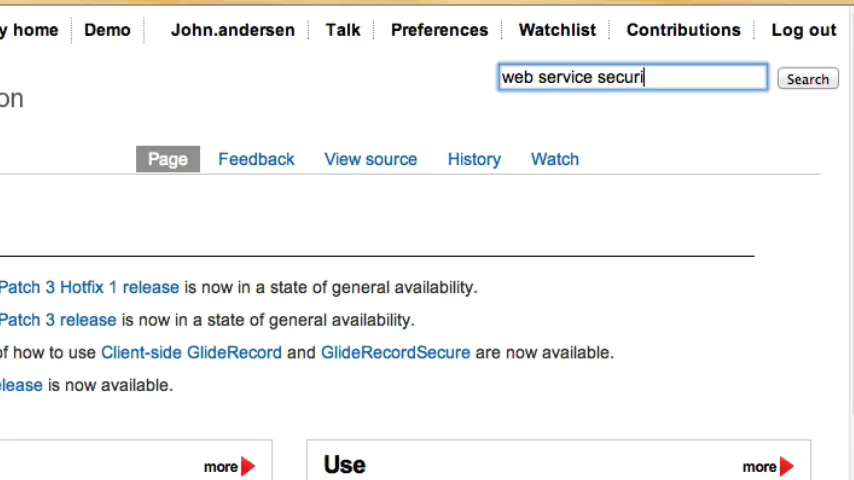 y home Demo John.andersen Talk Preferences Watchlist Contributions Log out
web service securi Search
on
Page Feedback View source History Watch
Patch 3 Hotfix 1 release is now in a state of general availability.
Patch 3 release is now in a state of general availability.
of how to use Client-side GlideRecord and GlideRecordSecure are now available.
elease is now available.
more Use more